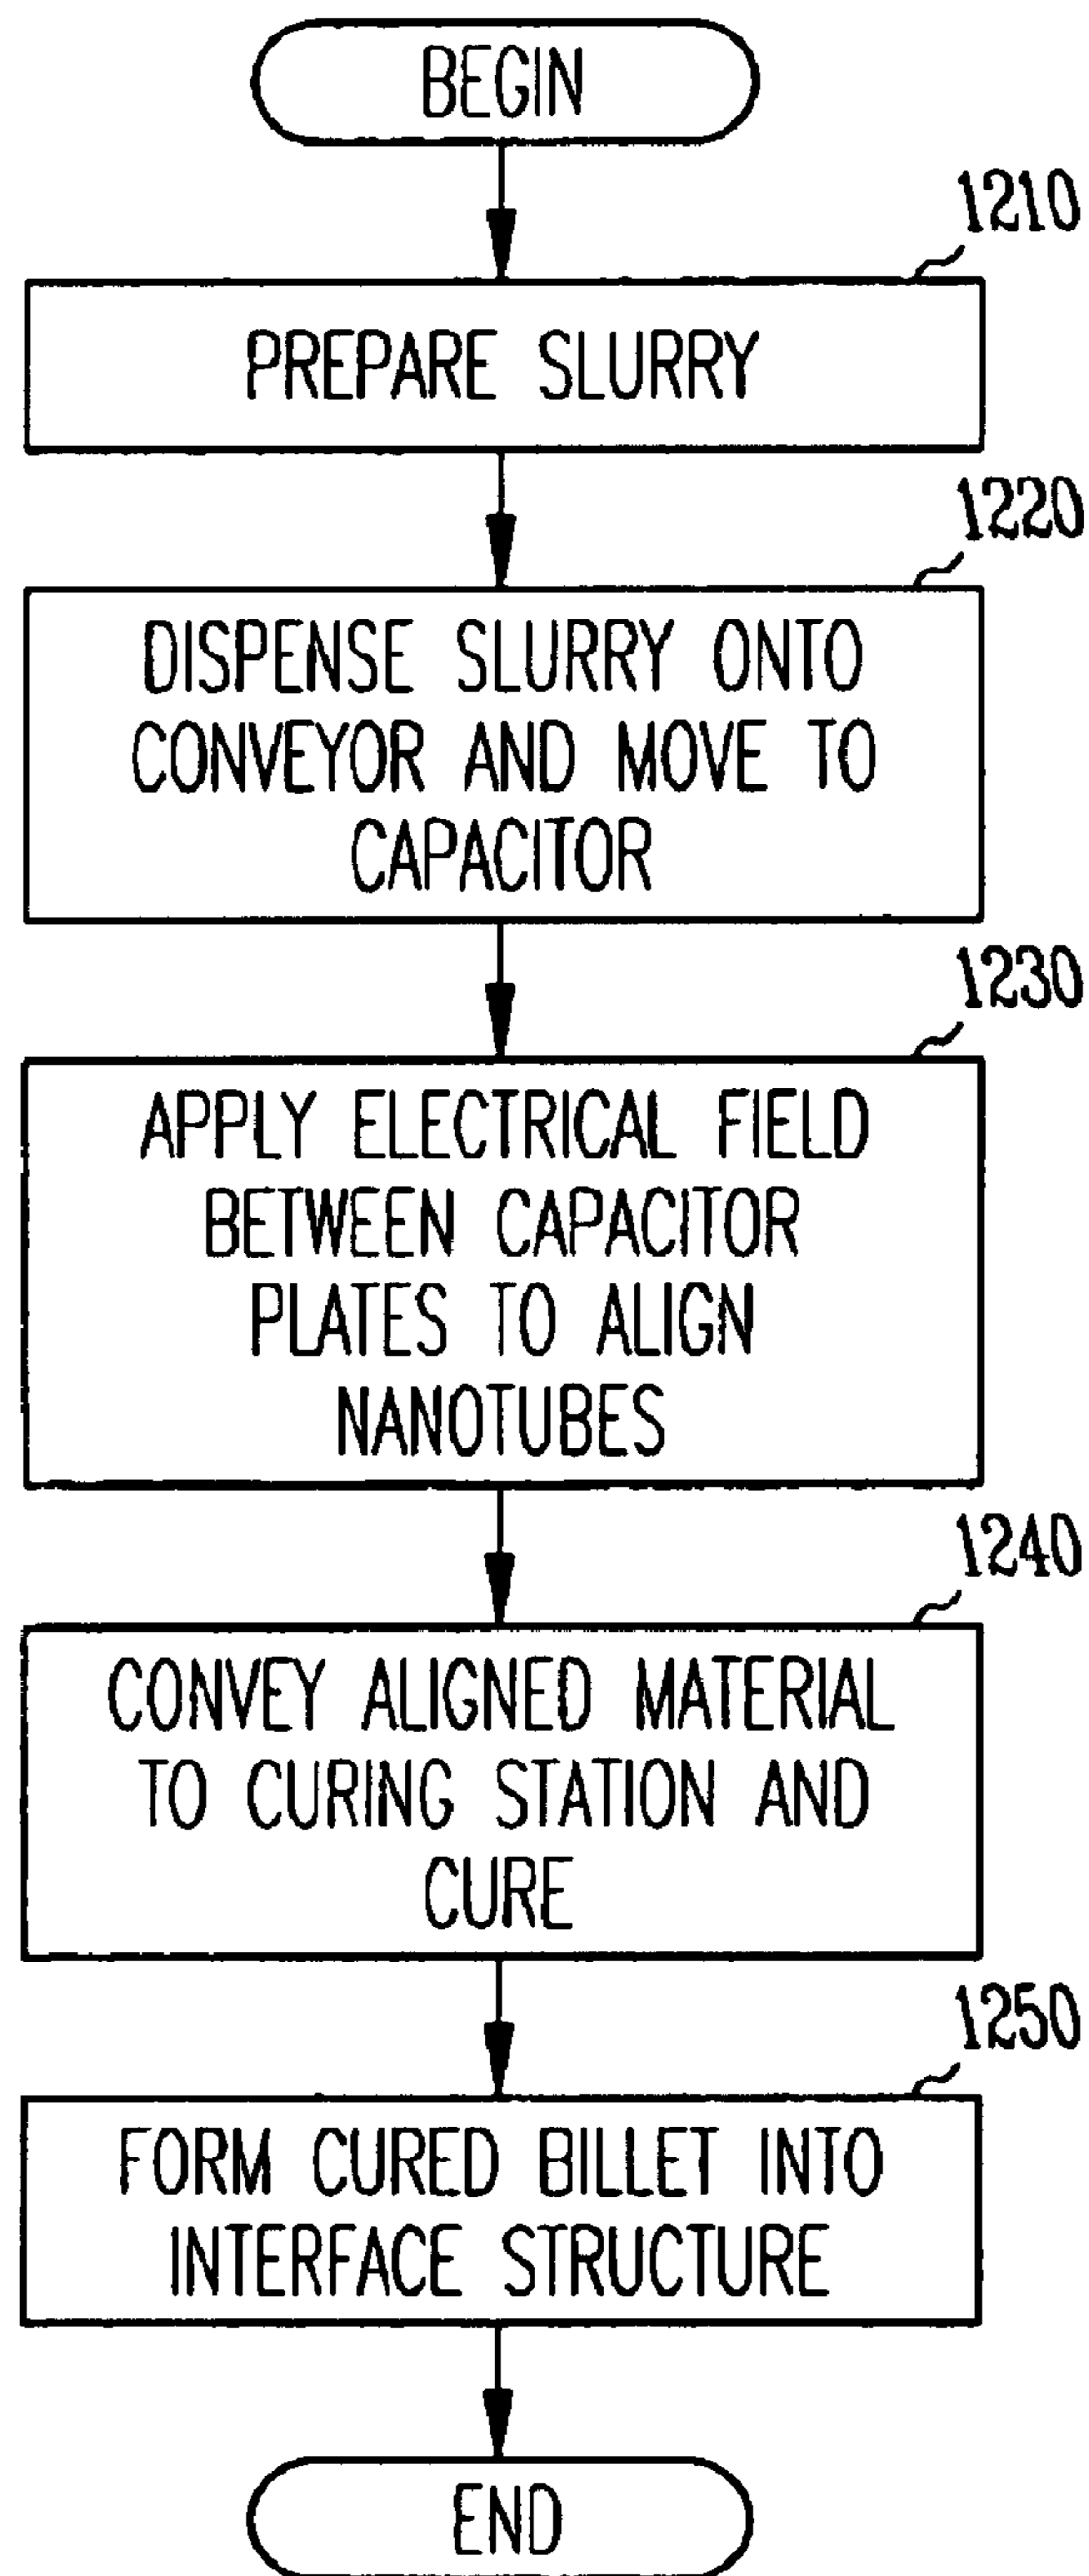 BEGIN
1210
PREPARE SLURRY
1220
DISPENSE SLURRY ONTO
CONVEYOR AND MOVE TO
CAPACITOR
1230
APPLY ELECTRICAL FIELD
BETWEEN CAPACITOR
PLATES TO ALIGN
NANOTUBES
1240
CONVEY ALIGNED MATERIAL
TO CURING STATION AND
CURE
1250
FORM CURED BILLET INTO
INTERFACE STRUCTURE
END